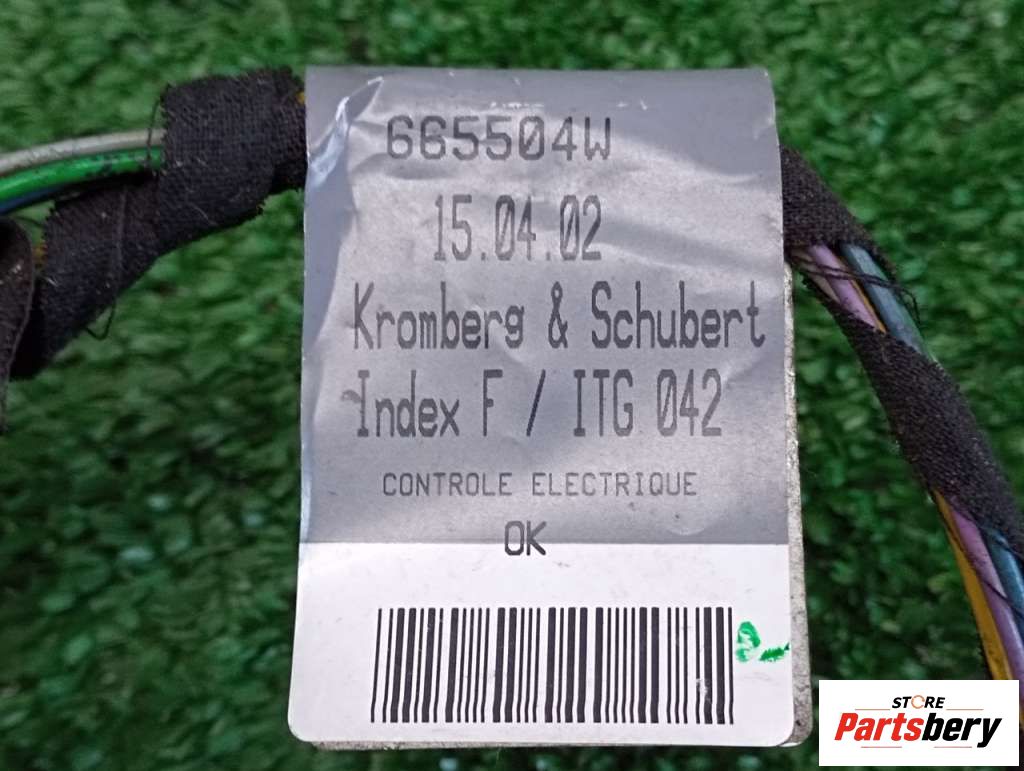 665504W
15.04.02
Kromberg & Schubert
Index F / ITG 042
CONTROLE ELECTRIQUE
OK
STORE
Partsbery